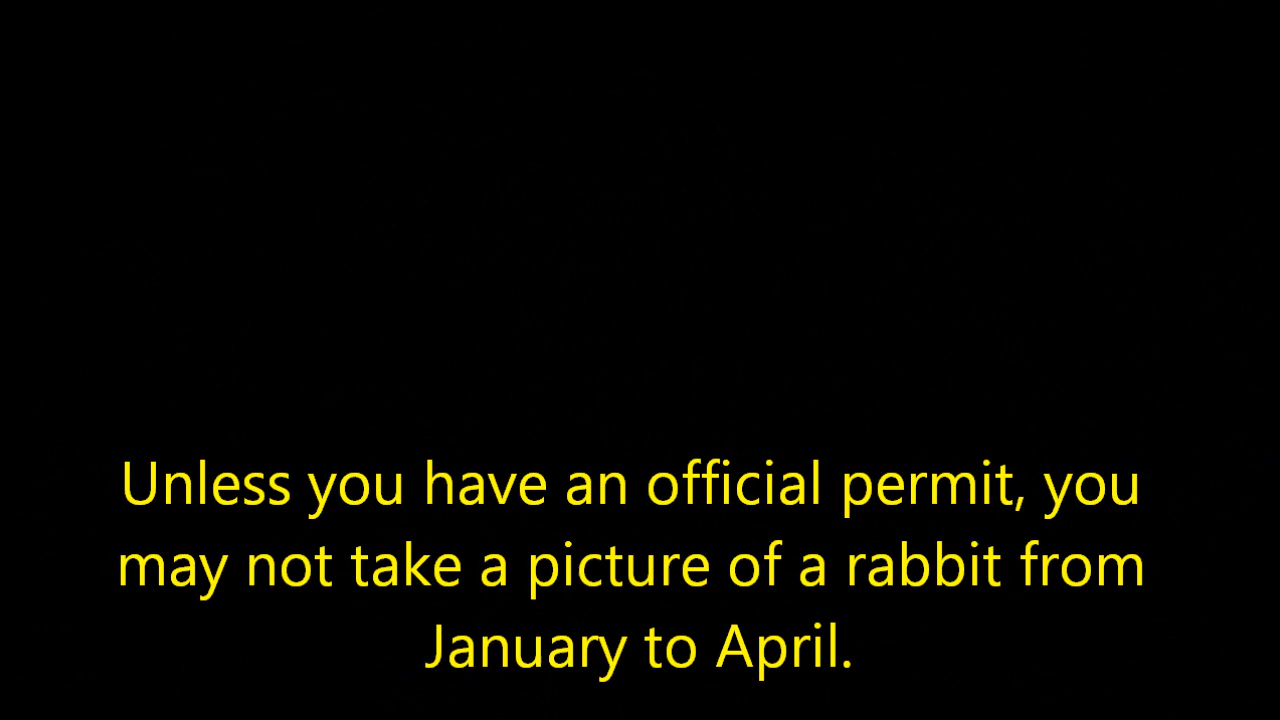 Unless you have an official permit, you
may not take a picture of a rabbit from
January to April.